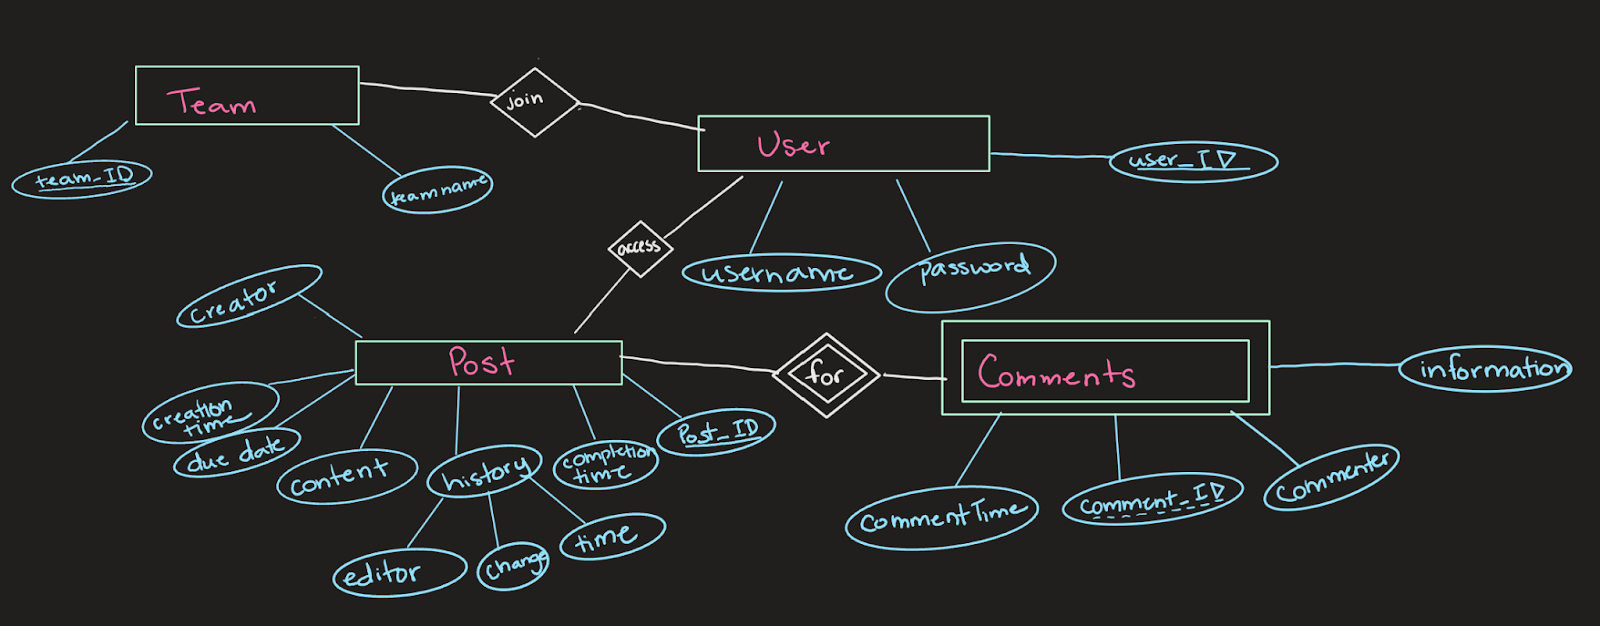 Team
join
User
user_ID
team_ID
teamname
access
username
password
creator
Post
for
Comments
information
creation
time
due date
content
history
completion
time
Post_ID
editor
change
time
commentTime
comment_ID
commenter